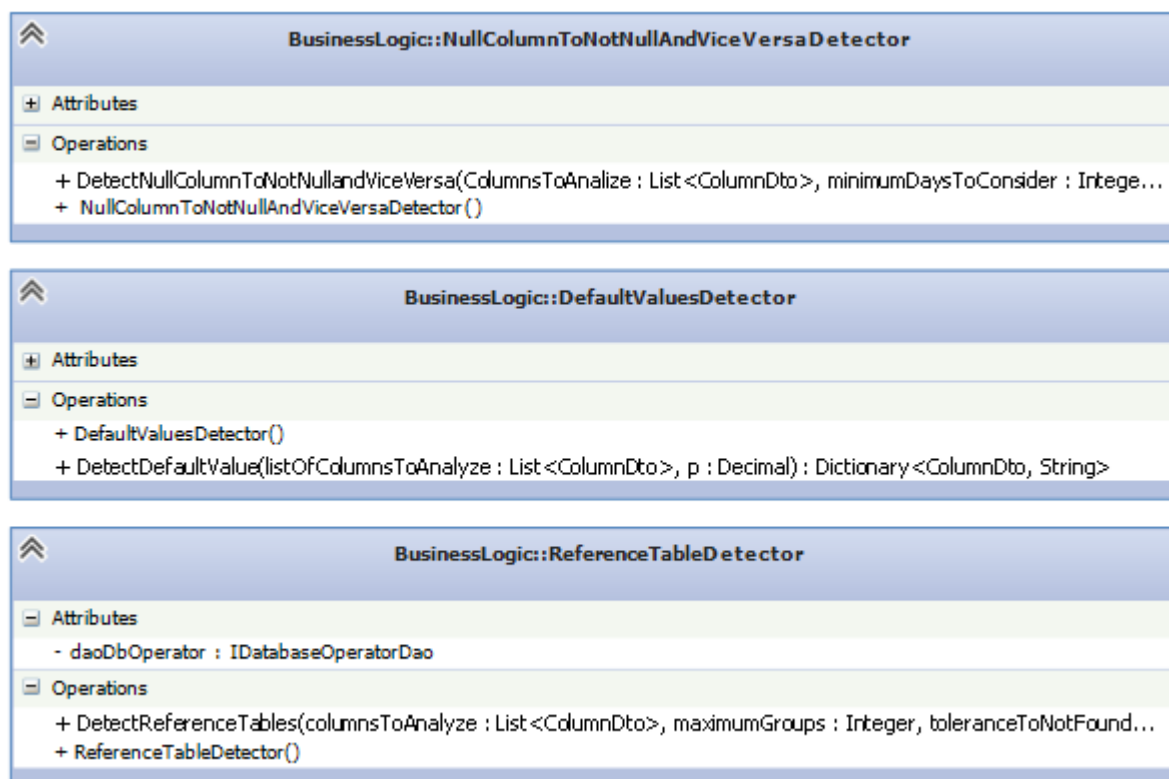 BusinessLogic::NullColumnToNotNullAndViceVersaDetector
Attributes
Operations
+ DetectNullColumnToNotNullandViceVersa(ColumnsToAnalize : List<ColumnDto>, minimumDaysToConsider : Intege...
+ NullColumnToNotNullAndViceVersaDetector()
BusinessLogic::DefaultValuesDetector
Attributes
Operations
+ DefaultValuesDetector()
+ DetectDefaultValue(listOfColumnsToAnalyze : List<ColumnDto>, p : Decimal) : Dictionary<ColumnDto, String>
BusinessLogic::ReferenceTableDetector
Attributes
- daoDbOperator : IDatabaseOperatorDao
Operations
+ DetectReferenceTables(columnsToAnalyze : List<ColumnDto>, maximumGroups : Integer, toleranceToNotFound...
+ ReferenceTableDetector()